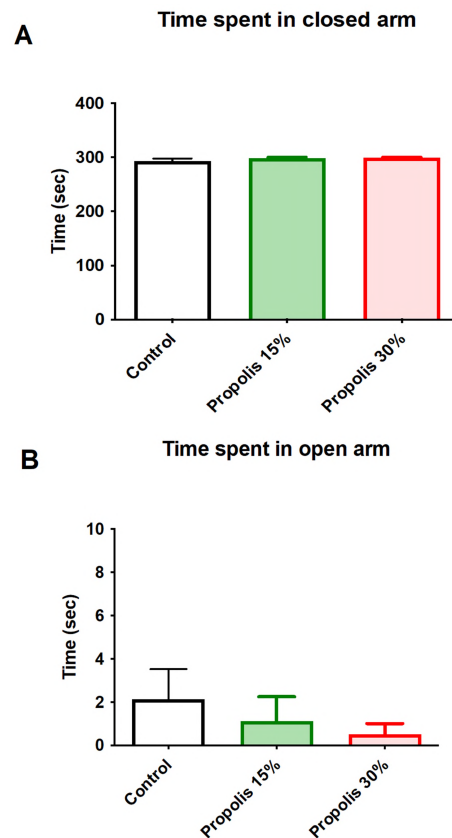 A
Time spent in closed arm
Time (sec)
400
300
200
100
0
Control
Propolis 15%
Propolis 30%
B
Time spent in open arm
Time (sec)
10
8
6
4
2
0
Control
Propolis 15%
Propolis 30%